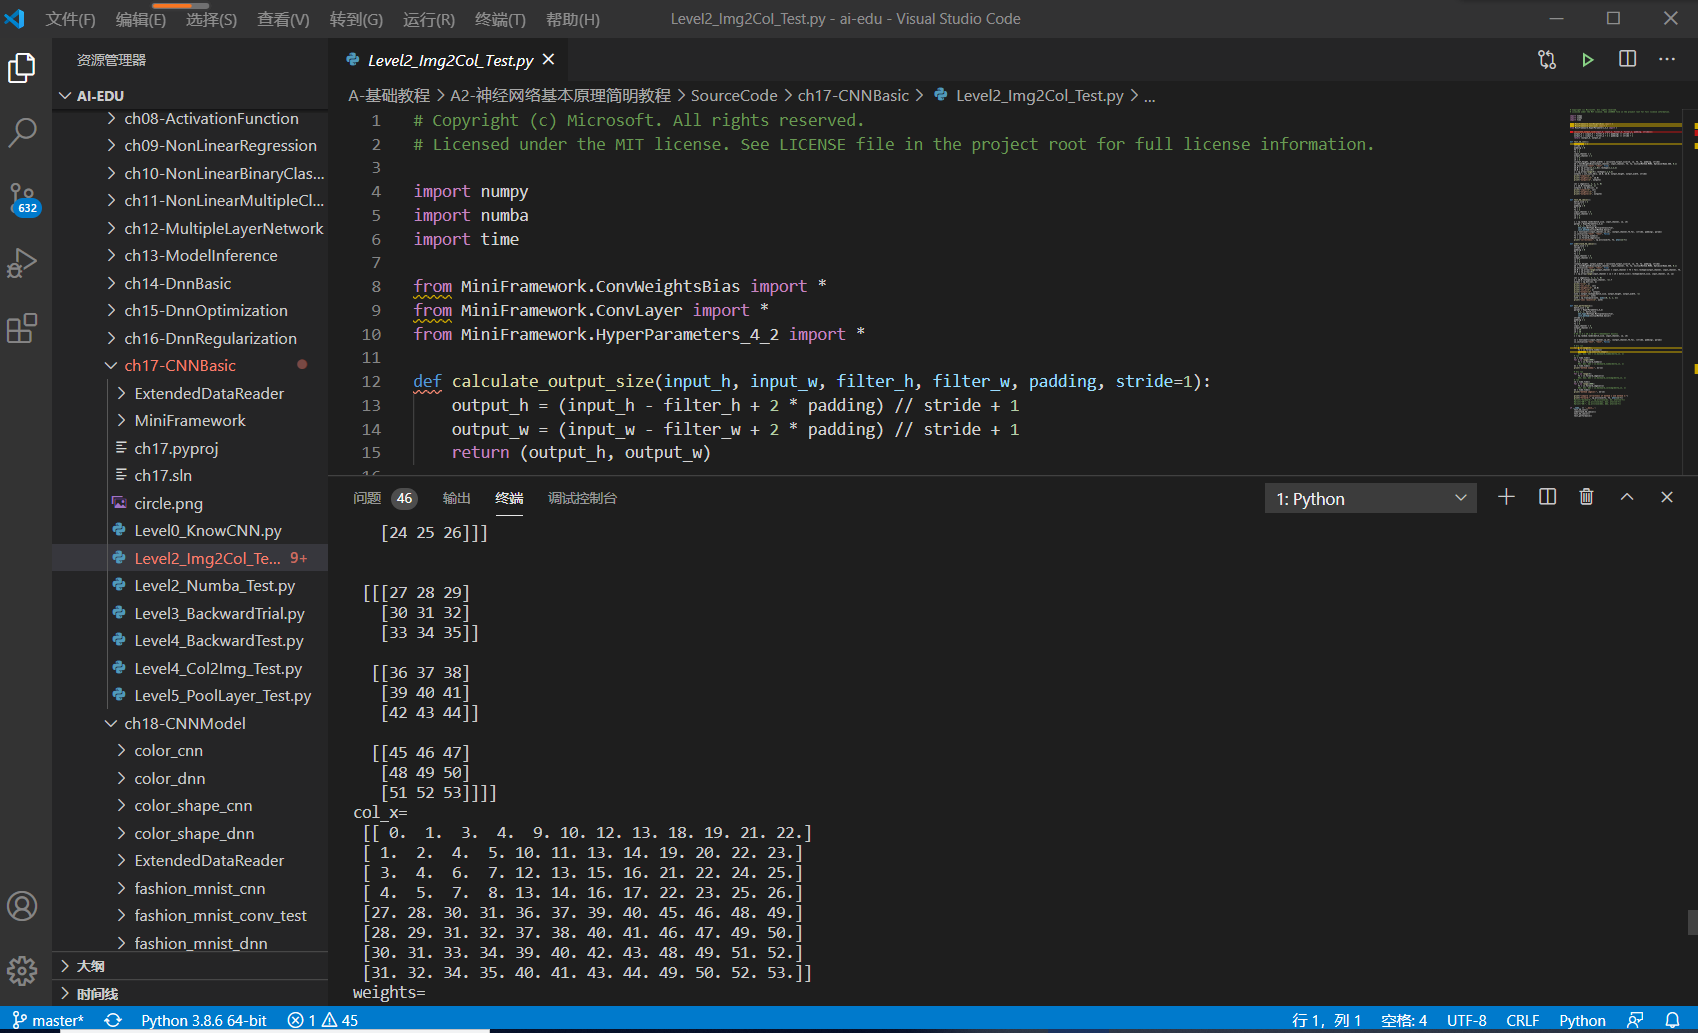 文件(F) 编辑(E) 选择(S) 查看(V) 转到(G) 运行(R) 终端(T) 帮助(H) Level2_Img2Col_Test.py - ai-edu - Visual Studio Code
资源管理器
AI-EDU
ch08-ActivationFunction
ch09-NonLinearRegression
ch10-NonLinearBinaryClas...
ch11-NonLinearMultipleCl...
ch12-MultipleLayerNetwork
ch13-ModelInference
ch14-DnnBasic
ch15-DnnOptimization
ch16-DnnRegularization
ch17-CNNBasic
ExtendedDataReader
MiniFramework
ch17.pyproj
ch17.sln
circle.png
Level0_KnowCNN.py
Level2_Img2Col_Te... 9+
Level2_Numba_Test.py
Level3_BackwardTrial.py
Level4_BackwardTest.py
Level4_Col2Img_Test.py
Level5_PoolLayer_Test.py
ch18-CNNModel
color_cnn
color_dnn
color_shape_cnn
color_shape_dnn
ExtendedDataReader
fashion_mnist_cnn
fashion_mnist_conv_test
fashion_mnist_dnn
大纲
时间线
632
Level2_Img2Col_Test.py
A-基础教程 > A2-神经网络基本原理简明教程 > SourceCode > ch17-CNNBasic > Level2_Img2Col_Test.py > ...
1 # Copyright (c) Microsoft. All rights reserved.
2 # Licensed under the MIT license. See LICENSE file in the project root for full license information.
3
4 import numpy
5 import numba
6 import time
7
8 from MiniFramework.ConvWeightsBias import *
9 from MiniFramework.ConvLayer import *
10 from MiniFramework.HyperParameters_4_2 import *
11
12 def calculate_output_size(input_h, input_w, filter_h, filter_w, padding, stride=1):
13 output_h = (input_h - filter_h + 2 * padding) // stride + 1
14 output_w = (input_w - filter_w + 2 * padding) // stride + 1
15 return (output_h, output_w)
16
问题 46 输出 终端 调试控制台 1: Python
[24 25 26]]]
[[[27 28 29]
[30 31 32]
[33 34 35]]
[[36 37 38]
[39 40 41]
[42 43 44]]
[[45 46 47]
[48 49 50]
[51 52 53]]]]
col_x=
[[ 0. 1. 3. 4. 9. 10. 12. 13. 18. 19. 21. 22.]
[ 1. 2. 4. 5. 10. 11. 13. 14. 19. 20. 22. 23.]
[ 3. 4. 6. 7. 12. 13. 15. 16. 21. 22. 24. 25.]
[ 4. 5. 7. 8. 13. 14. 16. 17. 22. 23. 25. 26.]
[27. 28. 30. 31. 36. 37. 39. 40. 45. 46. 48. 49.]
[28. 29. 31. 32. 37. 38. 40. 41. 46. 47. 49. 50.]
[30. 31. 33. 34. 39. 40. 42. 43. 48. 49. 51. 52.]
[31. 32. 34. 35. 40. 41. 43. 44. 49. 50. 52. 53.]]
weights=
master* Python 3.8.6 64-bit 1 45 行 1，列 1 空格: 4 UTF-8 CRLF Python